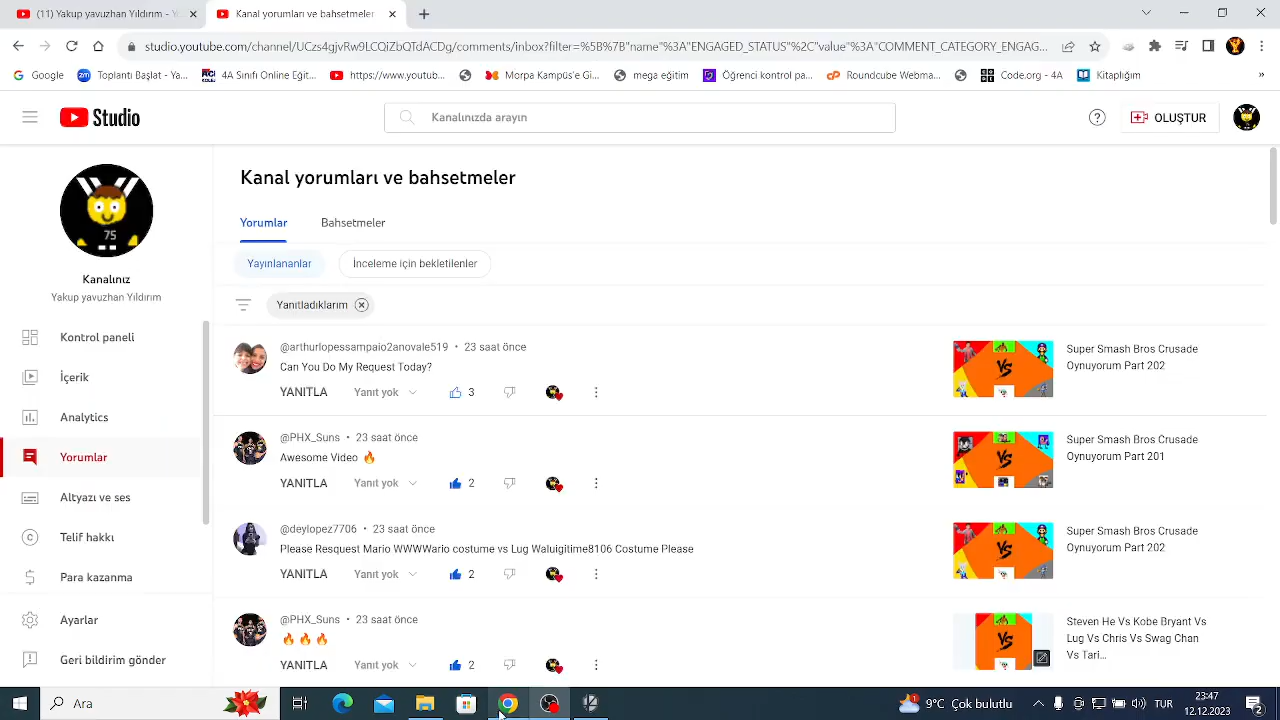 (11) Yakup Yıldırım - Y
Kanal yorumları ve bahsetmeler
studio.youtube.com/channel/UCzs4gjvRw9LCQIZbQTdACDg/comments/inbox?filter=%5B%7B"name"%3A"ENGAGED_STATUS"%2C"value"%3A"COMMENT_CATEGORY_ENGAG...
Google
Toplantı Başlat - Ya...
4A Sınıfı Online Eğit...
https://www.youtub...
Morpa Kampüs'e Gi...
mega eğitim
Öğrenci kontrol pa...
Roundcube Webma...
Code.org - 4A
Kitaplığım
»
Studio
Kanalınızda arayın
OLUŞTUR
75
Kanalınız
Yakup yavuzhan Yıldırım
Kontrol paneli
İçerik
Analytics
Yorumlar
Altyazı ve ses
Telif hakkı
Para kazanma
Ayarlar
Geri bildirim gönder
Kanal yorumları ve bahsetmeler
Yorumlar
Bahsetmeler
Yayınlananlar
İnceleme için bekletilenler
Yanıtladıklarım
@arthurlopessampaio2anovale519 • 23 saat önce
Can You Do My Request Today?
YANITLA Yanıt yok 3
Super Smash Bros Crusade
Oynuyorum Part 202
@PHX_Suns • 23 saat önce
Awesome Video 🔥
YANITLA Yanıt yok 2
Super Smash Bros Crusade
Oynuyorum Part 201
@deylopez7706 • 23 saat önce
Please Resquest Mario WWWWario costume vs Lug Waluigitime8106 Costume Please
YANITLA Yanıt yok 2
Super Smash Bros Crusade
Oynuyorum Part 202
@PHX_Suns • 23 saat önce
🔥🔥🔥
YANITLA Yanıt yok 2
Steven He Vs Kobe Bryant Vs
Lug Vs Chris Vs Swag Chan
Vs Tari...
VS
VS
VS
VS
Ara
1
9°C Çok bulutlu
TUR
23:47
12.12.2023